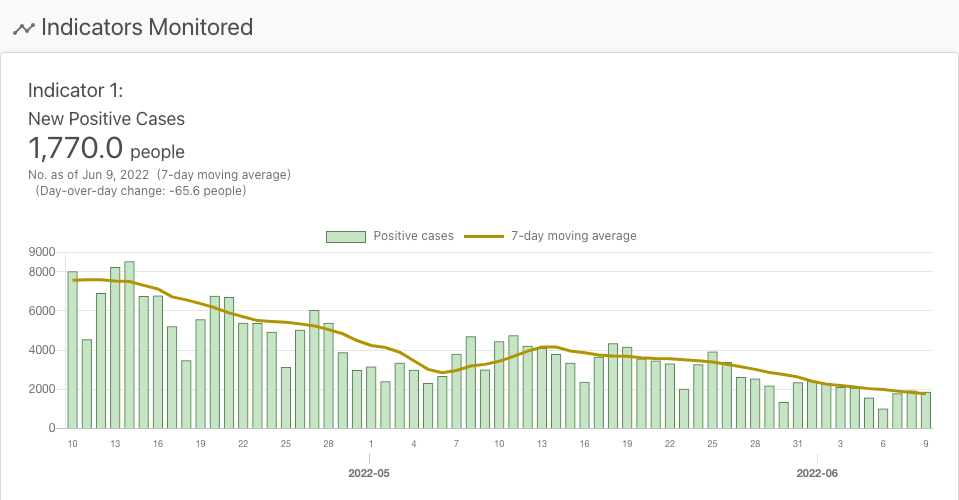 Indicators Monitored
Indicator 1:
New Positive Cases
1,770.0 people
No. as of Jun 9, 2022 (7-day moving average)
(Day-over-day change: -65.6 people)
Positive cases 7-day moving average
9000
8000
6000
4000
2000
0
10 13 16 19 22 25 28 1 4 7 10 13 16 19 22 25 28 31 3 6 9
2022-05 2022-06